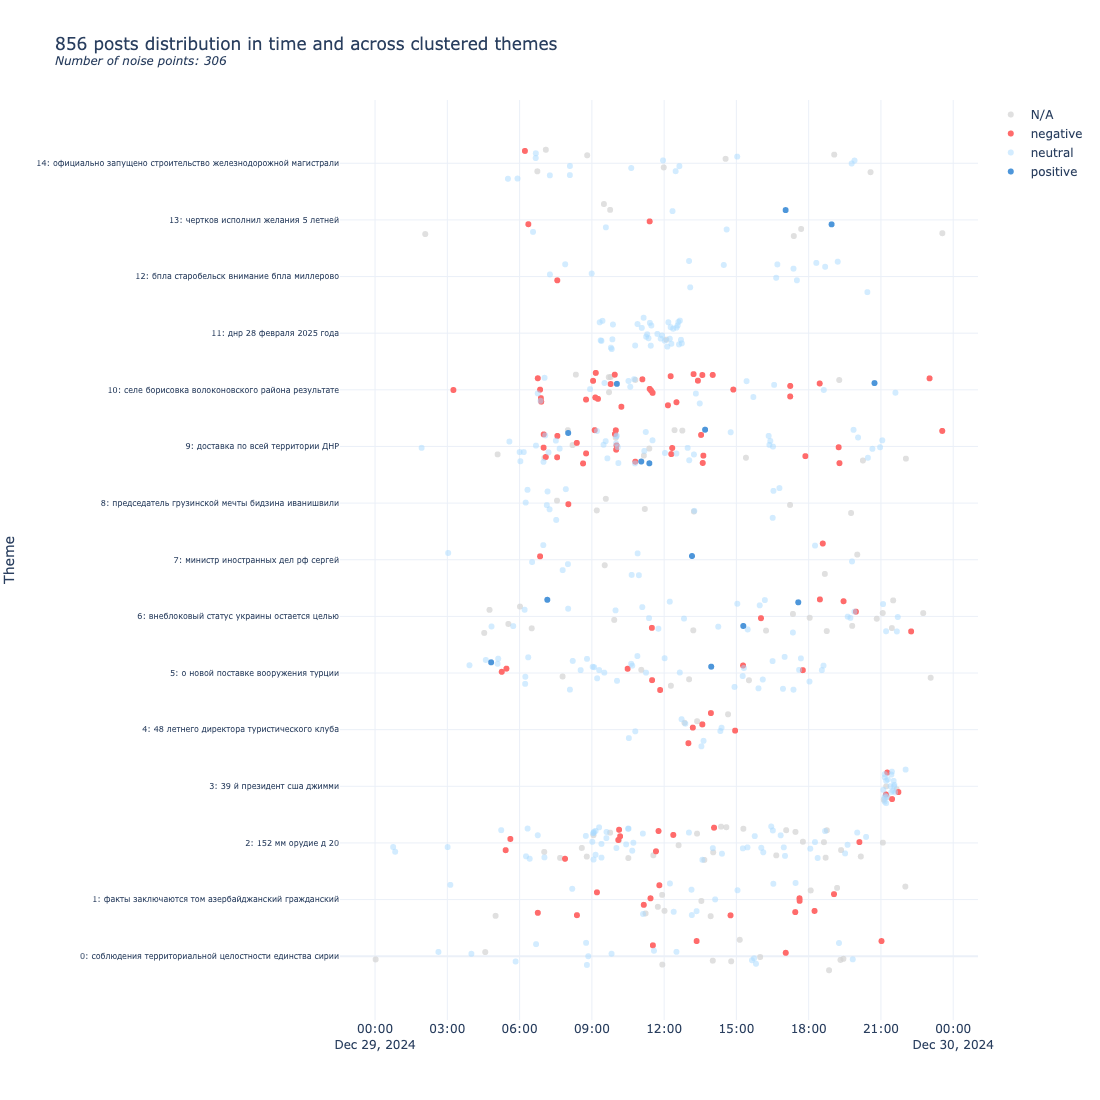 856 posts distribution in time and across clustered themes
Number of noise points: 306
N/A
negative
neutral
positive
Theme
14: официально запущено строительство железнодорожной магистрали
13: чертков исполнил желания 5 летней
12: бпла старобельск внимание бпла миллерово
11: днр 28 февраля 2025 года
10: селе борисовка волоконовского района результате
9: доставка по всей территории ДНР
8: председатель грузинской мечты бидзина иванишвили
7: министр иностранных дел рф сергей
6: внеблоковый статус украины остается целью
5: о новой поставке вооружения турции
4: 48 летнего директора туристического клуба
3: 39 й президент сша джимми
2: 152 мм орудие д 20
1: факты заключаются том азербайджанский гражданский
0: соблюдения территориальной целостности единства сирии
00:00 03:00 06:00 09:00 12:00 15:00 18:00 21:00 00:00
Dec 29, 2024 Dec 30, 2024